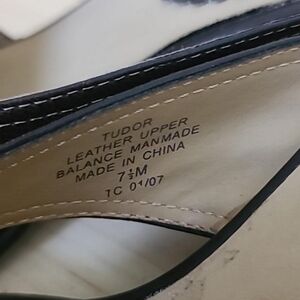 TUDOR
LEATHER UPPER
BALANCE MANMADE
MADE IN CHINA
7½M
TC 01/07